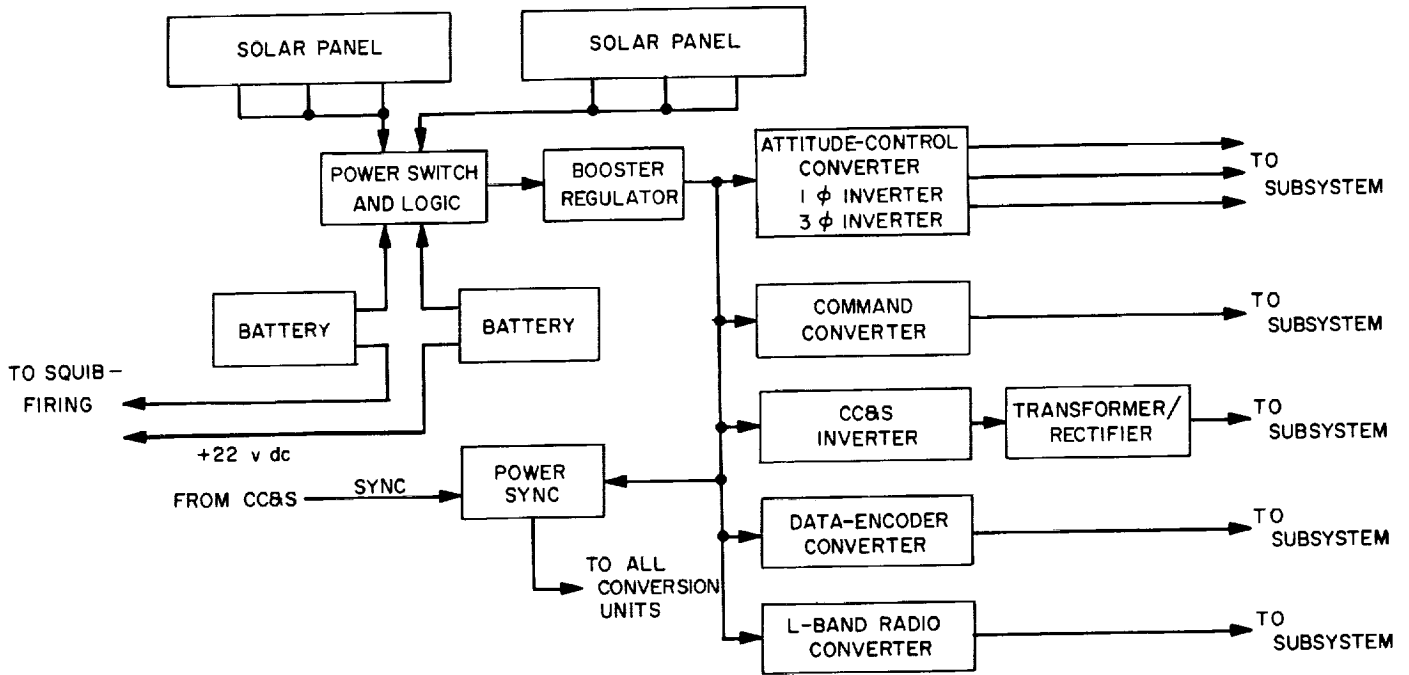 SOLAR PANEL
SOLAR PANEL
POWER SWITCH
AND LOGIC
BOOSTER
REGULATOR
ATTITUDE-CONTROL
CONVERTER
1 ϕ INVERTER
3 ϕ INVERTER
TO
SUBSYSTEM
BATTERY
BATTERY
COMMAND
CONVERTER
TO
SUBSYSTEM
TO SQUIB-
FIRING
+22 v dc
CC&S
INVERTER
TRANSFORMER/
RECTIFIER
TO
SUBSYSTEM
FROM CC&S
SYNC
POWER
SYNC
TO ALL
CONVERSION
UNITS
DATA-ENCODER
CONVERTER
TO
SUBSYSTEM
L-BAND RADIO
CONVERTER
TO
SUBSYSTEM